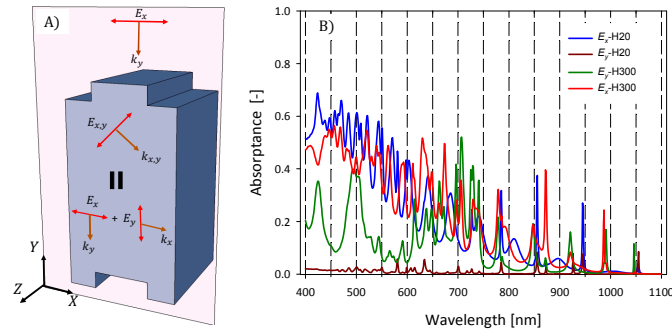 A)
E_x
k_y
E_{x,y}
k_{x,y}
=
E_x + E_y
k_y k_x
Y
Z X
B)
1.0
0.8
0.6
0.4
0.2
0.0
Absorptance [-]
E_x-H20
E_y-H20
E_y-H300
E_x-H300
400 500 600 700 800 900 1000 1100
Wavelength [nm]